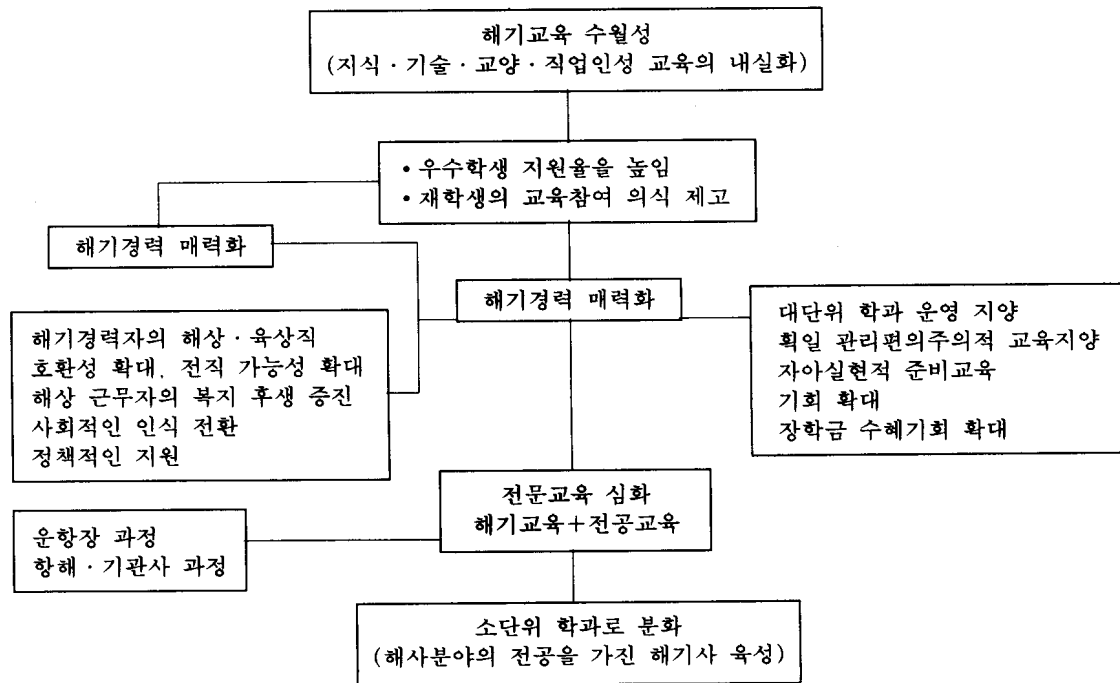 해기교육 수월성
(지식 · 기술 · 교양 · 직업인성 교육의 내실화)
• 우수학생 지원율을 높임
• 재학생의 교육참여 의식 제고
해기경력 매력화
해기경력 매력화
해기경력자의 해상 · 육상직
호환성 확대, 전직 가능성 확대
해상 근무자의 복지 후생 증진
사회적인 인식 전환
정책적인 지원
대단위 학과 운영 지양
획일 관리편의주의적 교육지양
자아실현적 준비교육
기회 확대
장학금 수혜기회 확대
전문교육 심화
해기교육+전공교육
운항장 과정
항해 · 기관사 과정
소단위 학과로 분화
(해사분야의 전공을 가진 해기사 육성)